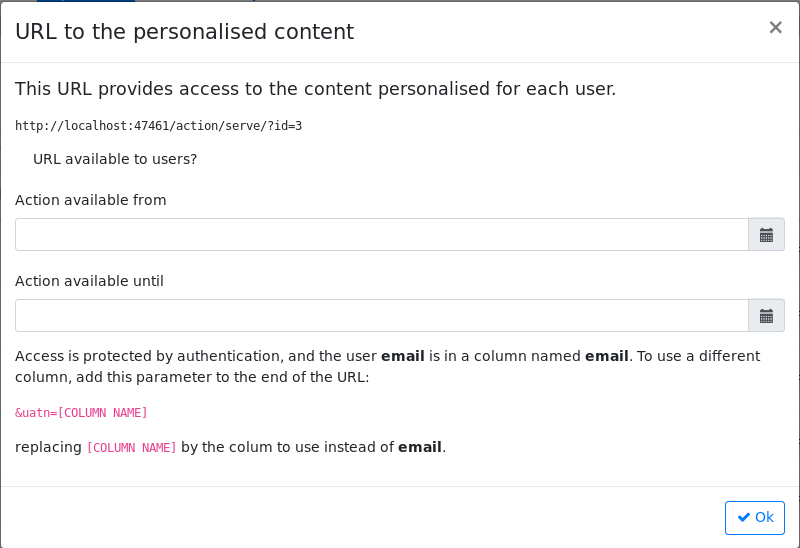 URL to the personalised content
×
This URL provides access to the content personalised for each user.
http://localhost:47461/action/serve/?id=3
URL available to users?
Action available from
Action available until
Access is protected by authentication, and the user email is in a column named email. To use a different
column, add this parameter to the end of the URL:
&uatn=[COLUMN NAME]
replacing [COLUMN NAME] by the colum to use instead of email.
Ok